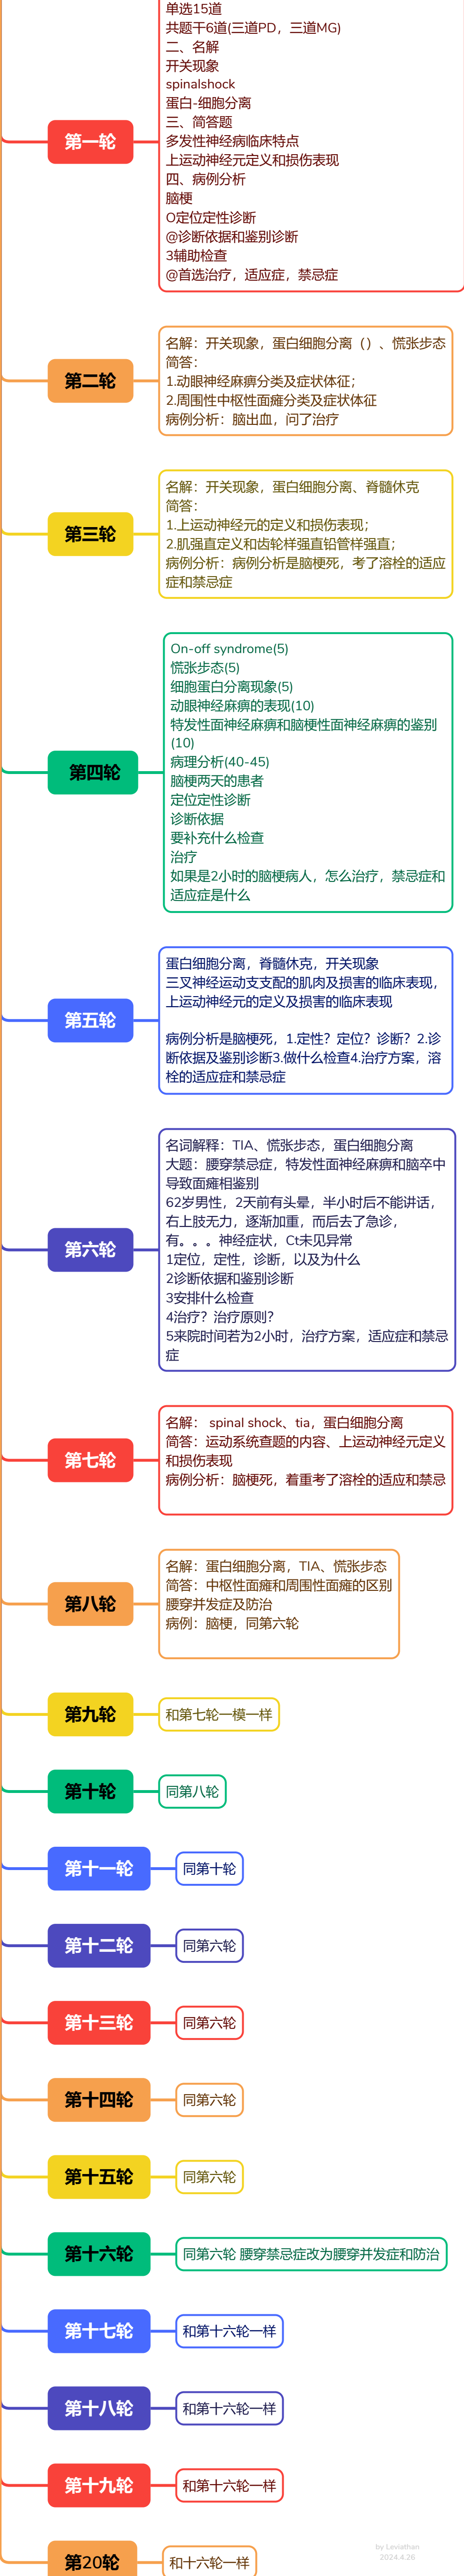 单选15道
共题干6道(三道PD，三道MG)
二、名解
开关现象
spinalshock
蛋白-细胞分离
三、简答题
第一轮
多发性神经病临床特点
上运动神经元定义和损伤表现
四、病例分析
脑梗
O定位定性诊断
@诊断依据和鉴别诊断
3辅助检查
@首选治疗，适应症，禁忌症
第二轮
名解：开关现象，蛋白细胞分离（）、慌张步态
简答：
1.动眼神经麻痹分类及症状体征；
2.周围性中枢性面瘫分类及症状体征
病例分析：脑出血，问了治疗
第三轮
名解：开关现象，蛋白细胞分离、脊髓休克
简答：
1.上运动神经元的定义和损伤表现；
2.肌强直定义和齿轮样强直铅管样强直；
病例分析：病例分析是脑梗死，考了溶栓的适应
症和禁忌症
第四轮
On-off syndrome(5)
慌张步态(5)
细胞蛋白分离现象(5)
动眼神经麻痹的表现(10)
特发性面神经麻痹和脑梗性面神经麻痹的鉴别
(10)
病理分析(40-45)
脑梗两天的患者
定位定性诊断
诊断依据
要补充什么检查
治疗
如果是2小时的脑梗病人，怎么治疗，禁忌症和
适应症是什么
第五轮
蛋白细胞分离，脊髓休克，开关现象
三叉神经运动支支配的肌肉及损害的临床表现，
上运动神经元的定义及损害的临床表现
病例分析是脑梗死，1.定性？定位？诊断？2.诊
断依据及鉴别诊断3.做什么检查4.治疗方案，溶
栓的适应症和禁忌症
第六轮
名词解释：TIA、慌张步态，蛋白细胞分离
大题：腰穿禁忌症，特发性面神经麻痹和脑卒中
导致面瘫相鉴别
62岁男性，2天前有头晕，半小时后不能讲话，
右上肢无力，逐渐加重，而后去了急诊，
有。。。神经症状，Ct未见异常
1定位，定性，诊断，以及为什么
2诊断依据和鉴别诊断
3安排什么检查
4治疗？治疗原则？
5来院时间若为2小时，治疗方案，适应症和禁忌
症
第七轮
名解： spinal shock、tia，蛋白细胞分离
简答：运动系统查题的内容、上运动神经元定义
和损伤表现
病例分析：脑梗死，着重考了溶栓的适应和禁忌
第八轮
名解：蛋白细胞分离，TIA、慌张步态
简答：中枢性面瘫和周围性面瘫的区别
腰穿并发症及防治
病例：脑梗，同第六轮
第九轮
和第七轮一模一样
第十轮
同第八轮
第十一轮
同第十轮
第十二轮
同第六轮
第十三轮
同第六轮
第十四轮
同第六轮
第十五轮
同第六轮
第十六轮
同第六轮 腰穿禁忌症改为腰穿并发症和防治
第十七轮
和第十六轮一样
第十八轮
和第十六轮一样
第十九轮
和第十六轮一样
第20轮
和十六轮一样
by Leviathan
2024.4.26